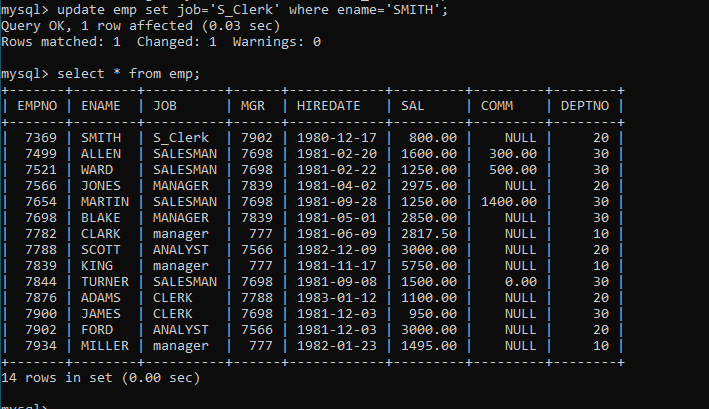 mysql> update emp set job='S_Clerk' where ename='SMITH';
Query OK, 1 row affected (0.03 sec)
Rows matched: 1  Changed: 1  Warnings: 0

mysql> select * from emp;
+-------+--------+----------+------+------------+---------+---------+--------+
| EMPNO | ENAME  | JOB      | MGR  | HIREDATE   | SAL     | COMM    | DEPTNO |
+-------+--------+----------+------+------------+---------+---------+--------+
|  7369 | SMITH  | S_Clerk  | 7902 | 1980-12-17 |  800.00 |    NULL |     20 |
|  7499 | ALLEN  | SALESMAN | 7698 | 1981-02-20 | 1600.00 |  300.00 |     30 |
|  7521 | WARD   | SALESMAN | 7698 | 1981-02-22 | 1250.00 |  500.00 |     30 |
|  7566 | JONES  | MANAGER  | 7839 | 1981-04-02 | 2975.00 |    NULL |     20 |
|  7654 | MARTIN | SALESMAN | 7698 | 1981-09-28 | 1250.00 | 1400.00 |     30 |
|  7698 | BLAKE  | MANAGER  | 7839 | 1981-05-01 | 2850.00 |    NULL |     30 |
|  7782 | CLARK  | manager  |  777 | 1981-06-09 | 2817.50 |    NULL |     10 |
|  7788 | SCOTT  | ANALYST  | 7566 | 1982-12-09 | 3000.00 |    NULL |     20 |
|  7839 | KING   | manager  |  777 | 1981-11-17 | 5750.00 |    NULL |     10 |
|  7844 | TURNER | SALESMAN | 7698 | 1981-09-08 | 1500.00 |    0.00 |     30 |
|  7876 | ADAMS  | CLERK    | 7788 | 1983-01-12 | 1100.00 |    NULL |     20 |
|  7900 | JAMES  | CLERK    | 7698 | 1981-12-03 |  950.00 |    NULL |     30 |
|  7902 | FORD   | ANALYST  | 7566 | 1981-12-03 | 3000.00 |    NULL |     20 |
|  7934 | MILLER | manager  |  777 | 1982-01-23 | 1495.00 |    NULL |     10 |
+-------+--------+----------+------+------------+---------+---------+--------+
14 rows in set (0.00 sec)

mysql>